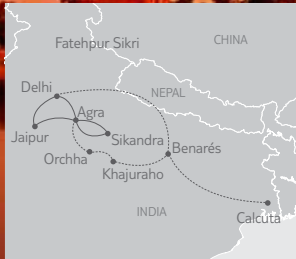 Fatehpur Sikri
CHINA
Delhi
NEPAL
Agra
Jaipur
Sikandra
Benarés
Orchha
Khajuraho
INDIA
Calcuta